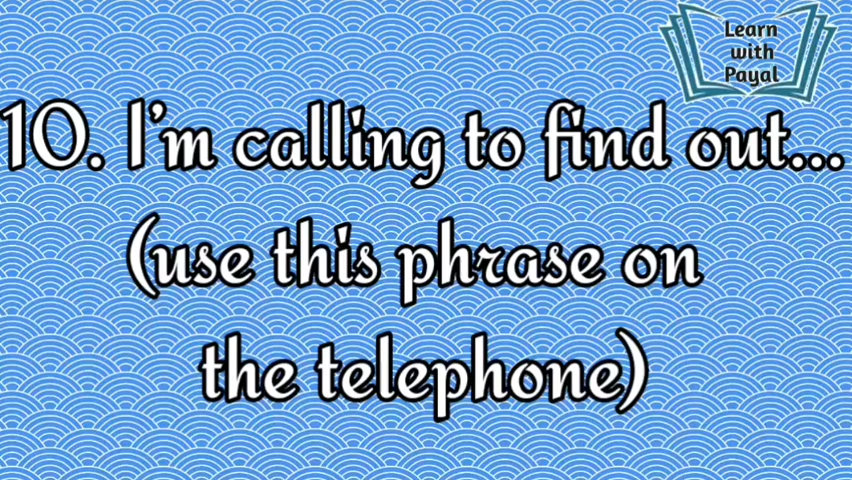 Learn
with
Payal
10. I'm calling to find out...
(use this phrase on
the telephone)